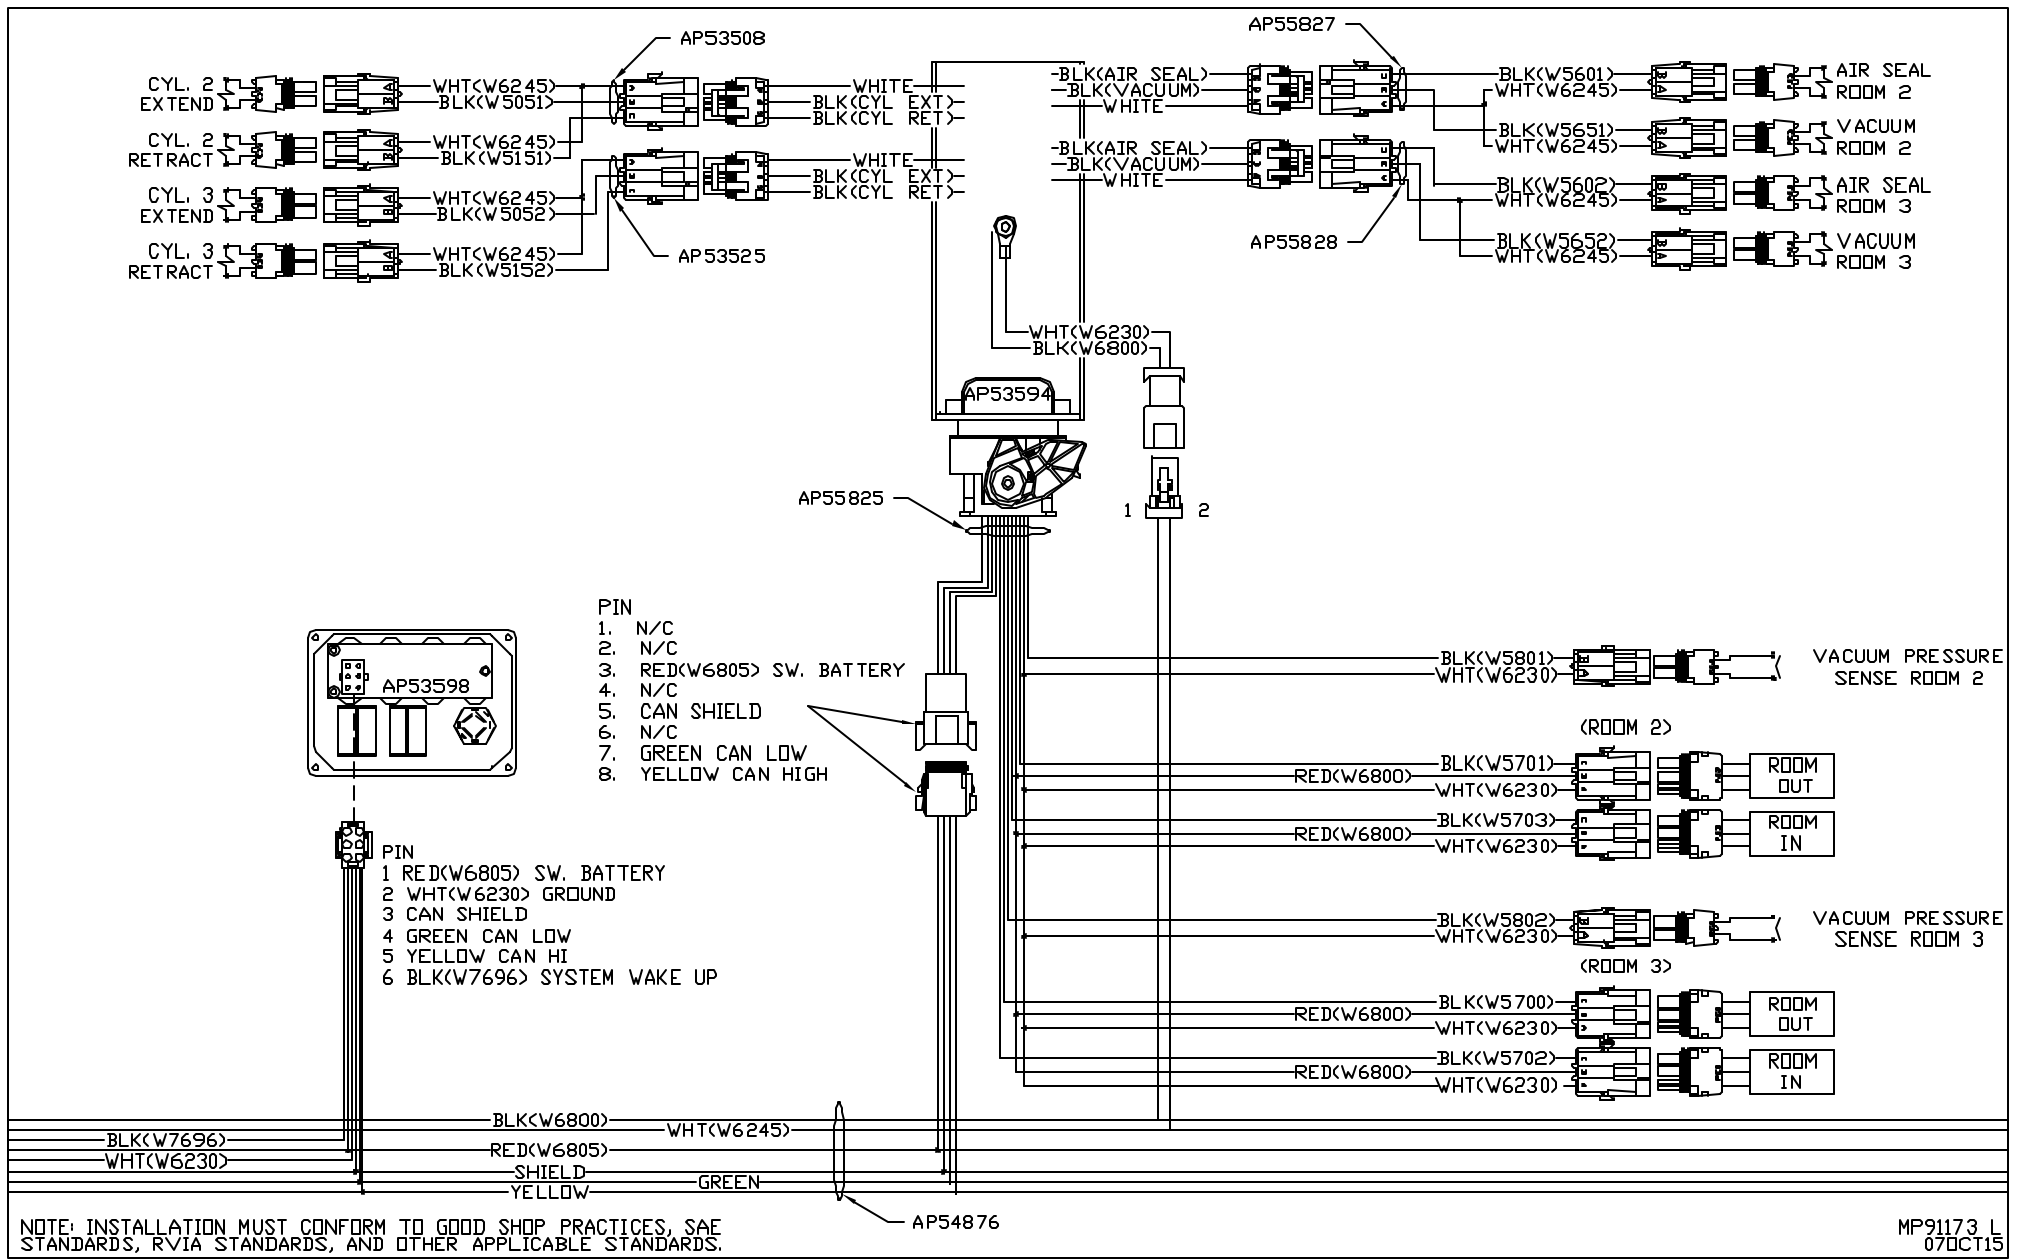 AP53508
CYL. 2
EXTEND
WHT(W6245)
BLK(W5051)
WHITE
BLK(CYL EXT)
BLK(CYL RET)
CYL. 2
RETRACT
WHT(W6245)
BLK(W5151)
WHITE
BLK(CYL EXT)
BLK(CYL RET)
CYL. 3
EXTEND
WHT(W6245)
BLK(W5052)
CYL. 3
RETRACT
WHT(W6245)
BLK(W5152)
AP53525
AP55827
BLK(AIR SEAL)
BLK(VACUUM)
WHITE
BLK(W5601)
WHT(W6245)
AIR SEAL
ROOM 2
BLK(W5651)
WHT(W6245)
VACUUM
ROOM 2
BLK(AIR SEAL)
BLK(VACUUM)
WHITE
BLK(W5602)
WHT(W6245)
AIR SEAL
ROOM 3
BLK(W5652)
WHT(W6245)
VACUUM
ROOM 3
AP55828
WHT(W6230)
BLK(W6800)
AP53594
AP55825
1
2
PIN
1. N/C
2. N/C
3. RED(W6805) SW. BATTERY
4. N/C
5. CAN SHIELD
6. N/C
7. GREEN CAN LOW
8. YELLOW CAN HIGH
AP53598
PIN
1 RED(W6805) SW. BATTERY
2 WHT(W6230) GROUND
3 CAN SHIELD
4 GREEN CAN LOW
5 YELLOW CAN HI
6 BLK(W7696) SYSTEM WAKE UP
BLK(W5801)
WHT(W6230)
VACUUM PRESSURE
SENSE ROOM 2
(ROOM 2)
BLK(W5701)
RED(W6800)
WHT(W6230)
ROOM
OUT
BLK(W5703)
RED(W6800)
WHT(W6230)
ROOM
IN
BLK(W5802)
WHT(W6230)
VACUUM PRESSURE
SENSE ROOM 3
(ROOM 3)
BLK(W5700)
RED(W6800)
WHT(W6230)
ROOM
OUT
BLK(W5702)
RED(W6800)
WHT(W6230)
ROOM
IN
BLK(W6800)
WHT(W6245)
BLK(W7696)
RED(W6805)
WHT(W6230)
SHIELD
GREEN
YELLOW
AP54876
NOTE: INSTALLATION MUST CONFORM TO GOOD SHOP PRACTICES, SAE
STANDARDS, RVIA STANDARDS, AND OTHER APPLICABLE STANDARDS.
MP91173 L
07OCT15